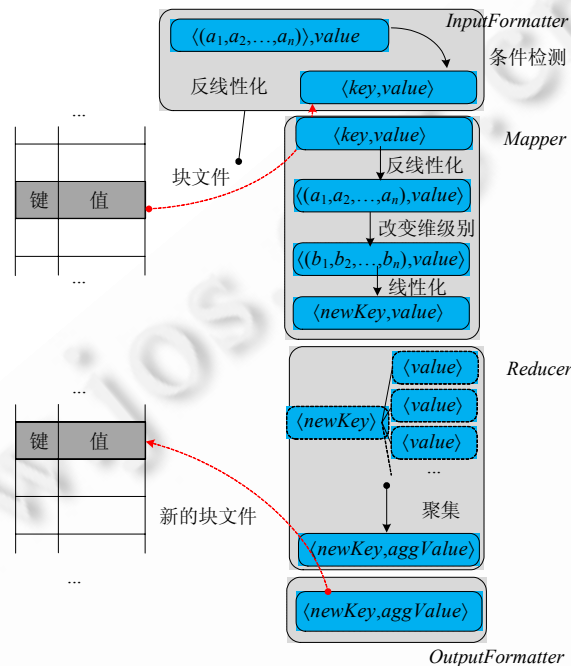 InputFormatter
⟨(a1,a2,…,an)⟩,value
条件检测
反线性化
⟨key,value⟩
...
块文件
键 值
...
⟨key,value⟩
Mapper
反线性化
⟨(a1,a2,…,an),value⟩
改变维级别
⟨(b1,b2,…,bn),value⟩
线性化
⟨newKey,value⟩
Reducer
⟨value⟩
⟨value⟩
⟨newKey⟩
⟨value⟩
...
聚集
⟨newKey,aggValue⟩
...
键 值
新的块文件
...
⟨newKey,aggValue⟩
OutputFormatter